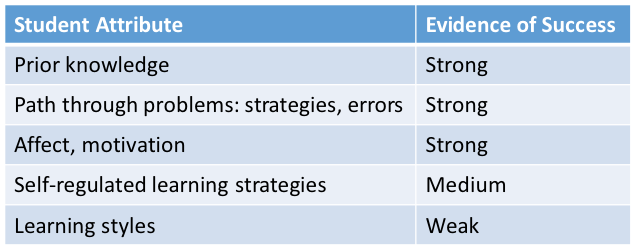 Student Attribute Evidence of Success
Prior knowledge Strong
Path through problems: strategies, errors Strong
Affect, motivation Strong
Self-regulated learning strategies Medium
Learning styles Weak